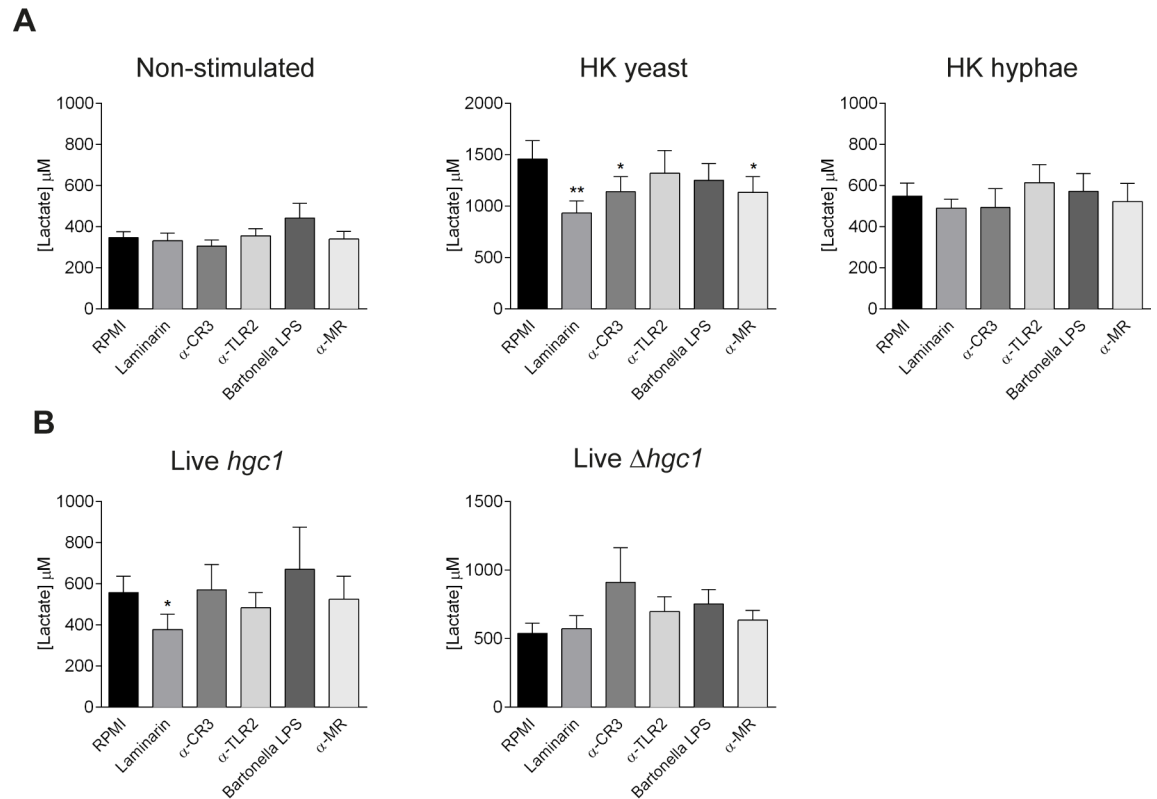 A
Non-stimulated
[Lactate] μM
1000
800
600
400
200
0
RPMI
Laminarin
α-CR3
α-TLR2
Bartonella LPS
α-MR
HK yeast
[Lactate] μM
2000
1500
1000
500
0
**
*
*
RPMI
Laminarin
α-CR3
α-TLR2
Bartonella LPS
α-MR
HK hyphae
[Lactate] μM
1000
800
600
400
200
0
RPMI
Laminarin
α-CR3
α-TLR2
Bartonella LPS
α-MR
B
Live hgc1
[Lactate] μM
1000
800
600
400
200
0
*
RPMI
Laminarin
α-CR3
α-TLR2
Bartonella LPS
α-MR
Live Δhgc1
[Lactate] μM
1500
1000
500
0
RPMI
Laminarin
α-CR3
α-TLR2
Bartonella LPS
α-MR